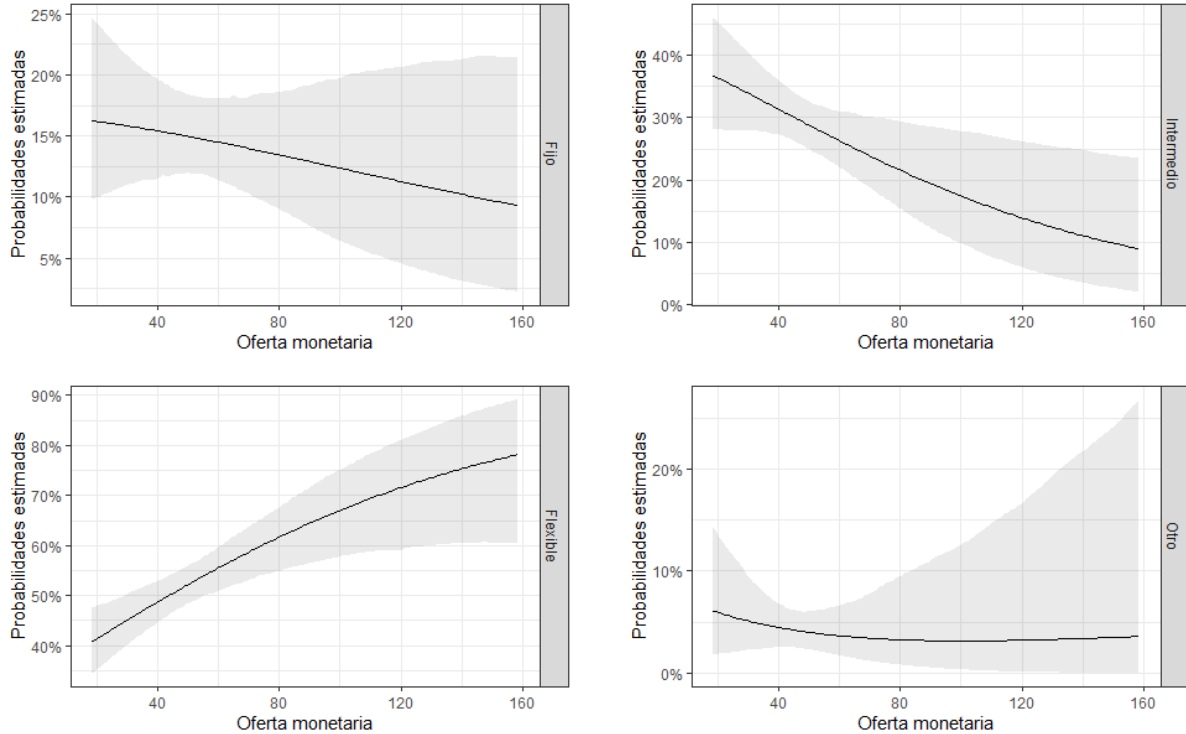 25%
20%
15%
10%
5%
Probabilidades estimadas
Fijo
40 80 120 160
Oferta monetaria
40%
30%
20%
10%
0%
Probabilidades estimadas
Intermedio
40 80 120 160
Oferta monetaria
90%
80%
70%
60%
50%
40%
Probabilidades estimadas
Flexible
40 80 120 160
Oferta monetaria
20%
10%
0%
Probabilidades estimadas
Otro
40 80 120 160
Oferta monetaria